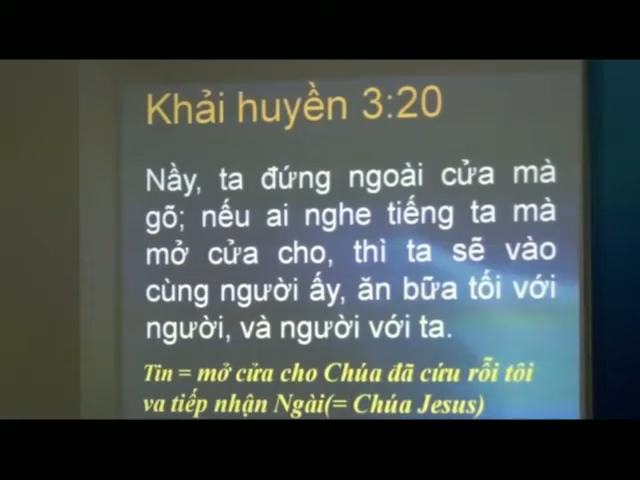 Khải huyền 3:20
Nầy, ta đứng ngoài cửa mà
gõ; nếu ai nghe tiếng ta mà
mở cửa cho, thì ta sẽ vào
cùng người ấy, ăn bữa tối với
người, và người với ta.
Tin = mở cửa cho Chúa đã cứu rỗi tôi
va tiếp nhận Ngài(= Chúa Jesus)